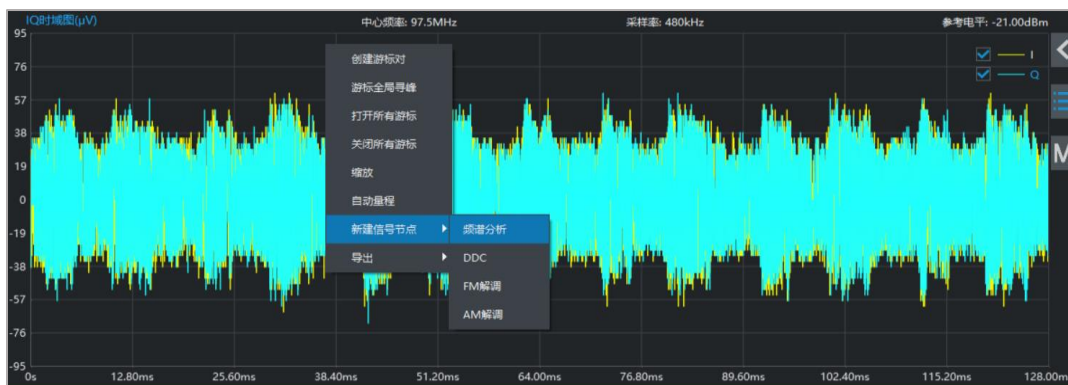 IQ时域图(μV)
中心频率: 97.5MHz
采样率: 480kHz
参考电平: -21.00dBm
95
76
57
38
19
0
-19
-38
-57
-76
-95
I
Q
M
创建游标对
游标全局寻峰
打开所有游标
关闭所有游标
缩放
自动量程
新建信号节点
导出
频谱分析
DDC
FM解调
AM解调
0s
12.80ms
25.60ms
38.40ms
51.20ms
64.00ms
76.80ms
89.60ms
102.40ms
115.20ms
128.00m